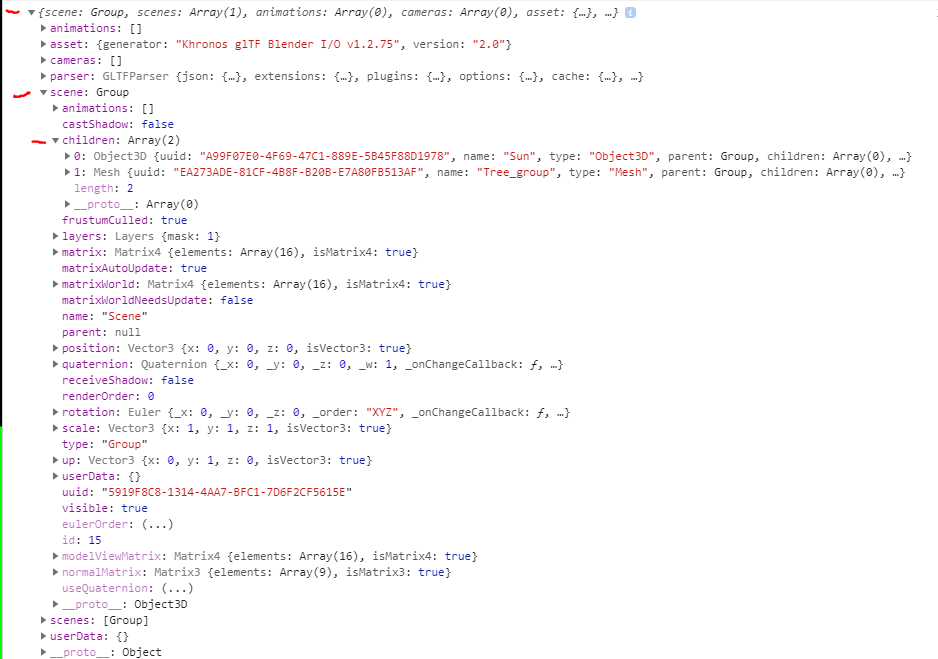 {scene: Group, scenes: Array(1), animations: Array(0), cameras: Array(0), asset: {…}, …} i
animations: []
asset: {generator: "Khronos glTF Blender I/O v1.2.75", version: "2.0"}
cameras: []
parser: GLTFParser {json: {…}, extensions: {…}, plugins: {…}, options: {…}, cache: {…}, …}
scene: Group
animations: []
castShadow: false
children: Array(2)
0: Object3D {uuid: "A99F07E0-4F69-47C1-889E-5B45F88D1978", name: "Sun", type: "Object3D", parent: Group, children: Array(0), …}
1: Mesh {uuid: "EA273ADE-81CF-4B8F-B20B-E7A80FB513AF", name: "Tree_group", type: "Mesh", parent: Group, children: Array(0), …}
length: 2
__proto__: Array(0)
frustumCulled: true
layers: Layers {mask: 1}
matrix: Matrix4 {elements: Array(16), isMatrix4: true}
matrixAutoUpdate: true
matrixWorld: Matrix4 {elements: Array(16), isMatrix4: true}
matrixWorldNeedsUpdate: false
name: "Scene"
parent: null
position: Vector3 {x: 0, y: 0, z: 0, isVector3: true}
quaternion: Quaternion {_x: 0, _y: 0, _z: 0, _w: 1, _onChangeCallback: ƒ, …}
receiveShadow: false
renderOrder: 0
rotation: Euler {_x: 0, _y: 0, _z: 0, _order: "XYZ", _onChangeCallback: ƒ, …}
scale: Vector3 {x: 1, y: 1, z: 1, isVector3: true}
type: "Group"
up: Vector3 {x: 0, y: 1, z: 0, isVector3: true}
userData: {}
uuid: "5919F8C8-1314-4AA7-BFC1-7D6F2CF5615E"
visible: true
eulerOrder: (...)
id: 15
modelViewMatrix: Matrix4 {elements: Array(16), isMatrix4: true}
normalMatrix: Matrix3 {elements: Array(9), isMatrix3: true}
useQuaternion: (...)
__proto__: Object3D
scenes: [Group]
userData: {}
__proto__: Object